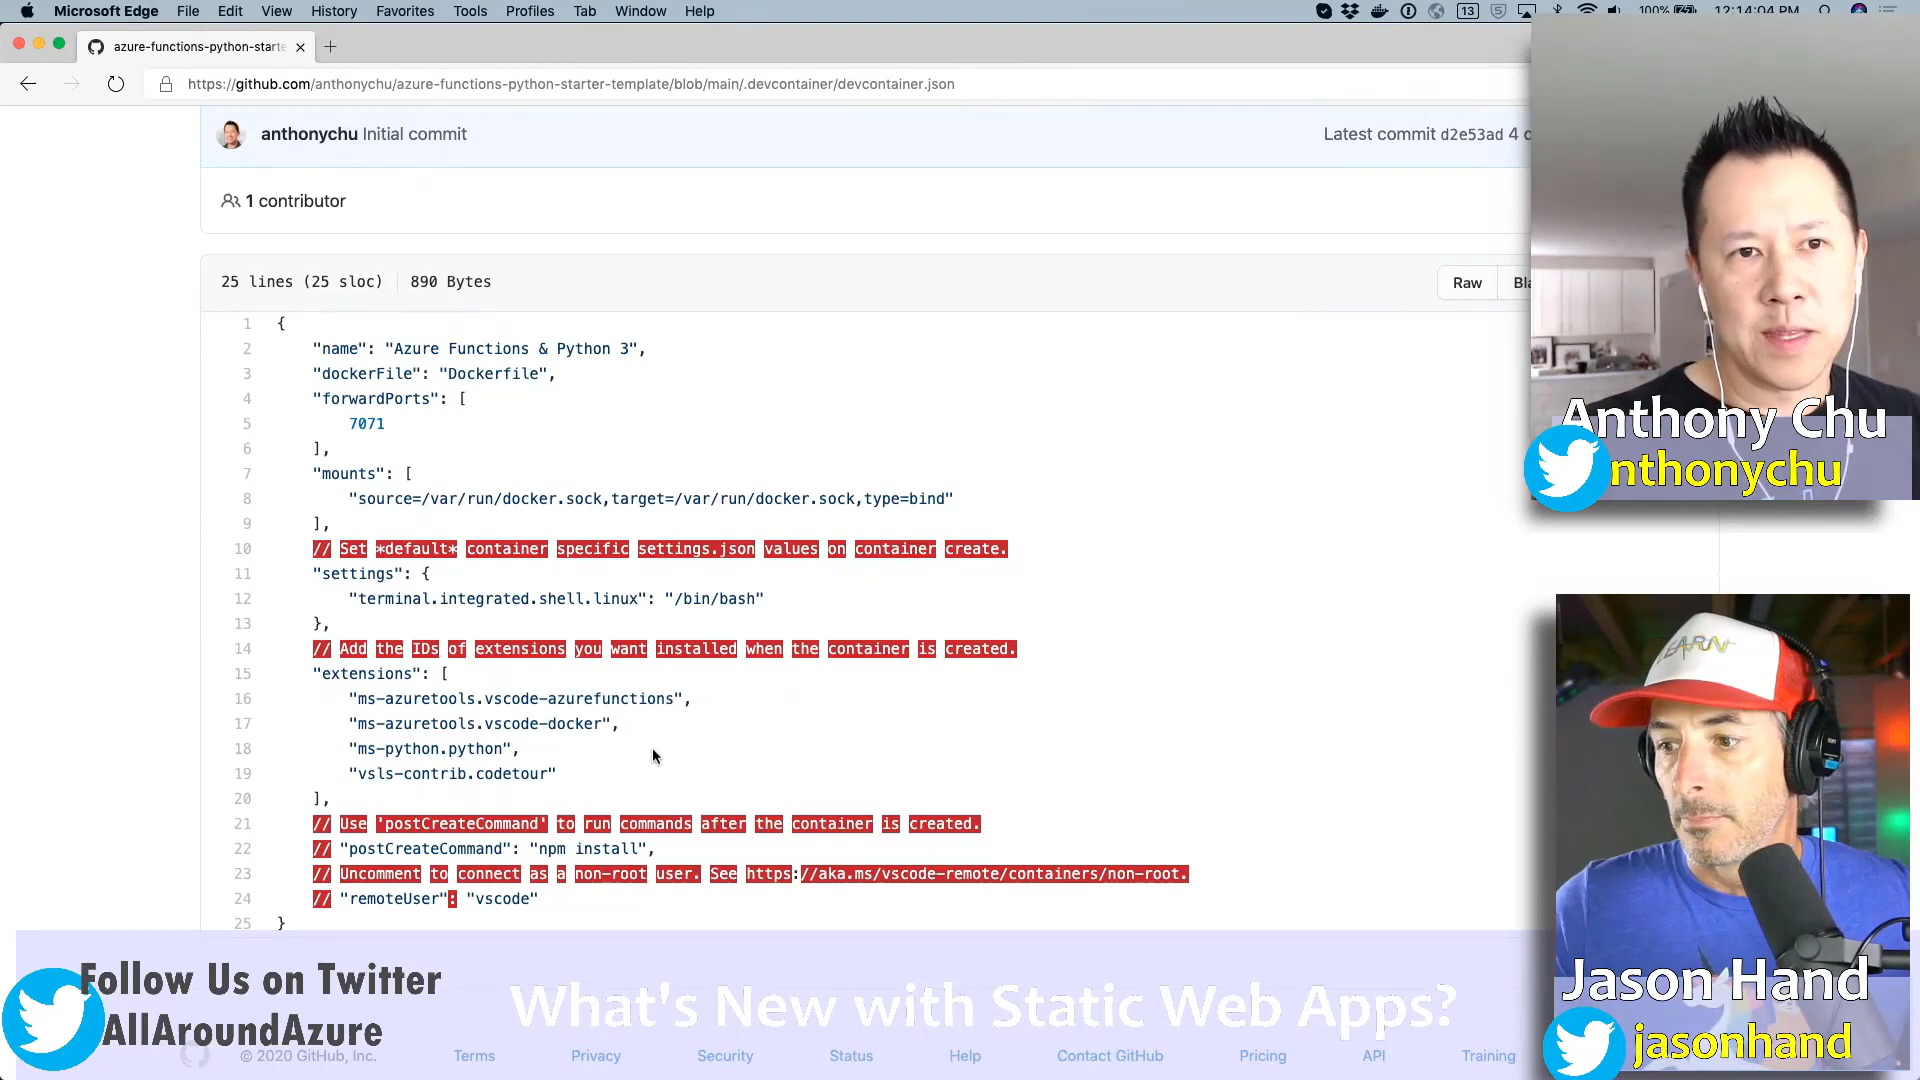 Microsoft Edge File Edit View History Favorites Tools Profiles Tab Window Help
13 100% 12:14:04 PM
azure-functions-python-starte
https://github.com/anthonychu/azure-functions-python-starter-template/blob/main/.devcontainer/devcontainer.json
anthonychu Initial commit
Latest commit d2e53ad 4
1 contributor
25 lines (25 sloc) 890 Bytes
Raw Bla
1 {
2 "name": "Azure Functions & Python 3",
3 "dockerFile": "Dockerfile",
4 "forwardPorts": [
5 7071
6 ],
7 "mounts": [
8 "source=/var/run/docker.sock,target=/var/run/docker.sock,type=bind"
9 ],
10 // Set *default* container specific settings.json values on container create.
11 "settings": {
12 "terminal.integrated.shell.linux": "/bin/bash"
13 },
14 // Add the IDs of extensions you want installed when the container is created.
15 "extensions": [
16 "ms-azuretools.vscode-azurefunctions",
17 "ms-azuretools.vscode-docker",
18 "ms-python.python",
19 "vsls-contrib.codetour"
20 ],
21 // Use 'postCreateCommand' to run commands after the container is created.
22 // "postCreateCommand": "npm install",
23 // Uncomment to connect as a non-root user. See https://aka.ms/vscode-remote/containers/non-root.
24 // "remoteUser": "vscode"
25 }
Anthony Chu
nthonychu
LEARN
Jason Hand
jasonhand
Follow Us on Twitter
AllAroundAzure
What's New with Static Web Apps?
© 2020 GitHub, Inc. Terms Privacy Security Status Help Contact GitHub Pricing API Training